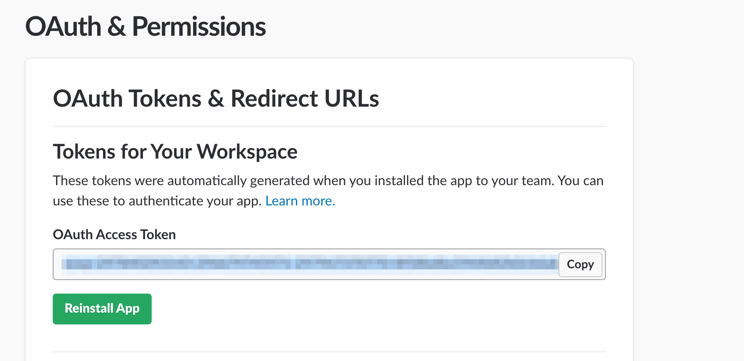 OAuth & Permissions
OAuth Tokens & Redirect URLs
Tokens for Your Workspace
These tokens were automatically generated when you installed the app to your team. You can
use these to authenticate your app. Learn more.
OAuth Access Token
Copy
Reinstall App